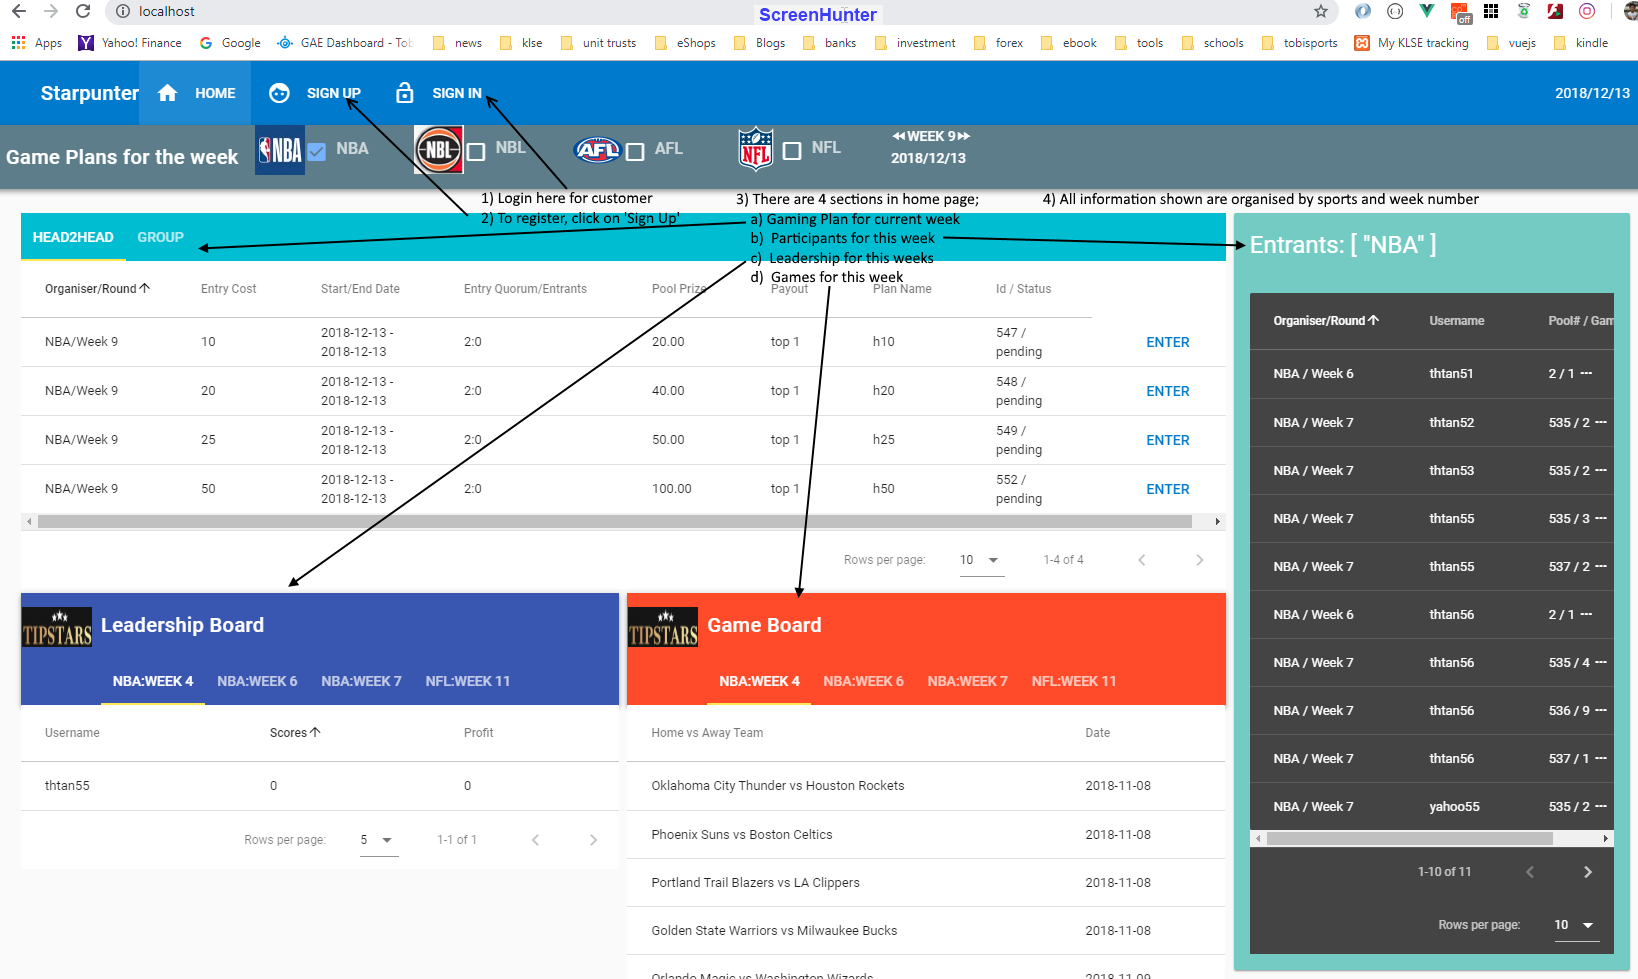 localhost
ScreenHunter
off
Apps Yahoo! Finance Google GAE Dashboard - Tob news klse unit trusts eShops Blogs banks investment forex ebook tools schools tobisports My KLSE tracking vuejs kindle
Starpunter HOME SIGN UP SIGN IN 2018/12/13
Game Plans for the week NBA NBA NBL NBL AFL AFL NFL NFL WEEK 9
2018/12/13
1) Login here for customer
2) To register, click on 'Sign Up'
3) There are 4 sections in home page;
a) Gaming Plan for current week
b) Participants for this week
c) Leadership for this weeks
d) Games for this week
4) All information shown are organised by sports and week number
HEAD2HEAD GROUP
Organiser/Round Entry Cost Start/End Date Entry Quorum/Entrants Pool Prize Payout Plan Name Id / Status
NBA/Week 9 10 2018-12-13 - 2:0 20.00 top 1 h10 547 / ENTER
2018-12-13 pending
NBA/Week 9 20 2018-12-13 - 2:0 40.00 top 1 h20 548 / ENTER
2018-12-13 pending
NBA/Week 9 25 2018-12-13 - 2:0 50.00 top 1 h25 549 / ENTER
2018-12-13 pending
NBA/Week 9 50 2018-12-13 - 2:0 100.00 top 1 h50 552 / ENTER
2018-12-13 pending
Rows per page: 10 1-4 of 4
Entrants: [ "NBA" ]
Organiser/Round Username Pool# / Gam
NBA / Week 6 thtan51 2 / 1 ---
NBA / Week 7 thtan52 535 / 2 ---
NBA / Week 7 thtan53 535 / 2 ---
NBA / Week 7 thtan55 535 / 3 ---
NBA / Week 7 thtan55 537 / 2 ---
NBA / Week 6 thtan56 2 / 1 ---
NBA / Week 7 thtan56 535 / 4 ---
NBA / Week 7 thtan56 536 / 9 ---
NBA / Week 7 thtan56 537 / 1 ---
NBA / Week 7 yahoo55 535 / 2 ---
1-10 of 11
Rows per page: 10
TIPSTARS Leadership Board
NBA:WEEK 4 NBA:WEEK 6 NBA:WEEK 7 NFL:WEEK 11
Username Scores Profit
thtan55 0 0
Rows per page: 5 1-1 of 1
TIPSTARS Game Board
NBA:WEEK 4 NBA:WEEK 6 NBA:WEEK 7 NFL:WEEK 11
Home vs Away Team Date
Oklahoma City Thunder vs Houston Rockets 2018-11-08
Phoenix Suns vs Boston Celtics 2018-11-08
Portland Trail Blazers vs LA Clippers 2018-11-08
Golden State Warriors vs Milwaukee Bucks 2018-11-08
Orlando Magic vs Washington Wizards 2018-11-09